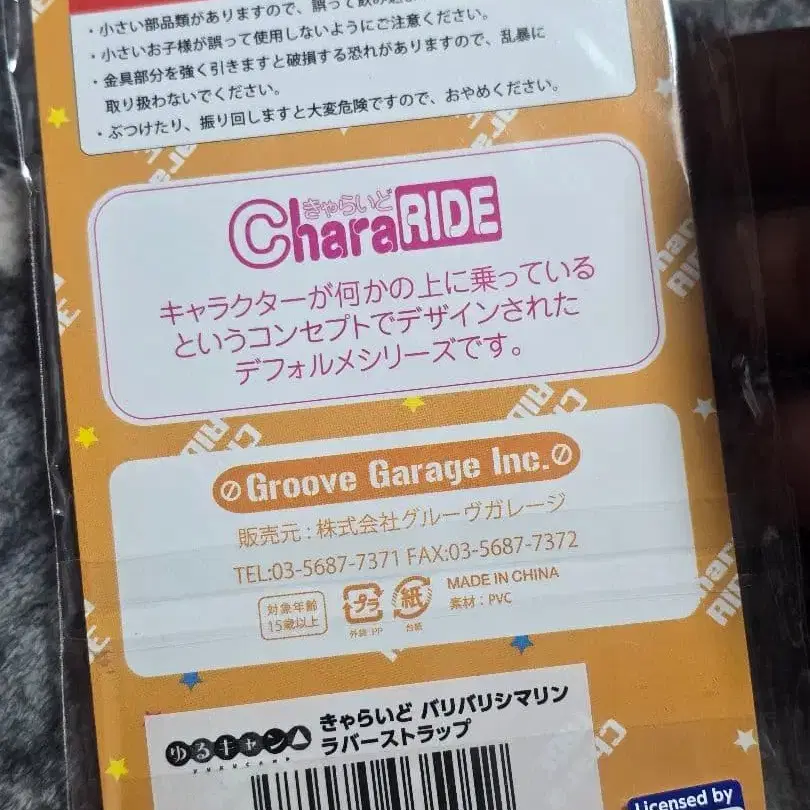 ・小さい部品類がありますので、誤って飲み込
・小さいお子様が誤って使用しないようにご注意ください。
・金具部分を強く引きますと破損する恐れがありますので、乱暴に
取り扱わないでください。
・ぶつけたり、振り回しますと大変危険ですので、おやめください。
きゃらいど
CharaRIDE
キャラクターが何かの上に乗っている
というコンセプトでデザインされた
デフォルメシリーズです。
Groove Garage Inc.
販売元:株式会社グルーヴガレージ
TEL:03-5687-7371 FAX:03-5687-7372
対象年齢
15歳以上
プラ
外袋:PP
紙
台紙
MADE IN CHINA
素材:PVC
ゆるキャン△
YURUCAMP
きゃらいど バリバリシマリン
ラバーストラップ
Licensed by